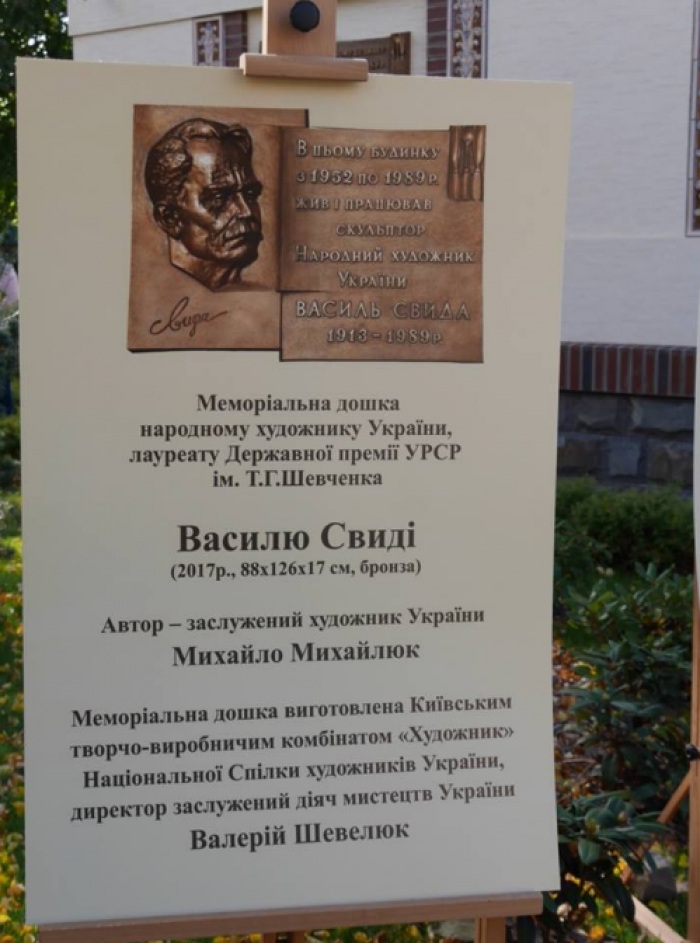 В цьому будинку
з 1952 по 1989 р.
жив і працював
скульптор
Народний художник
України
ВАСИЛЬ СВИДА
1913 – 1989 р.
Свида
Меморіальна дошка
народному художнику України,
лауреату Державної премії УРСР
ім. Т.Г.Шевченка
Василю Свиді
(2017р., 88х126х17 см, бронза)
Автор – заслужений художник України
Михайло Михайлюк
Меморіальна дошка виготовлена Київським
творчо-виробничим комбінатом «Художник»
Національної Спілки художників України,
директор заслужений діяч мистецтв України
Валерій Шевелюк